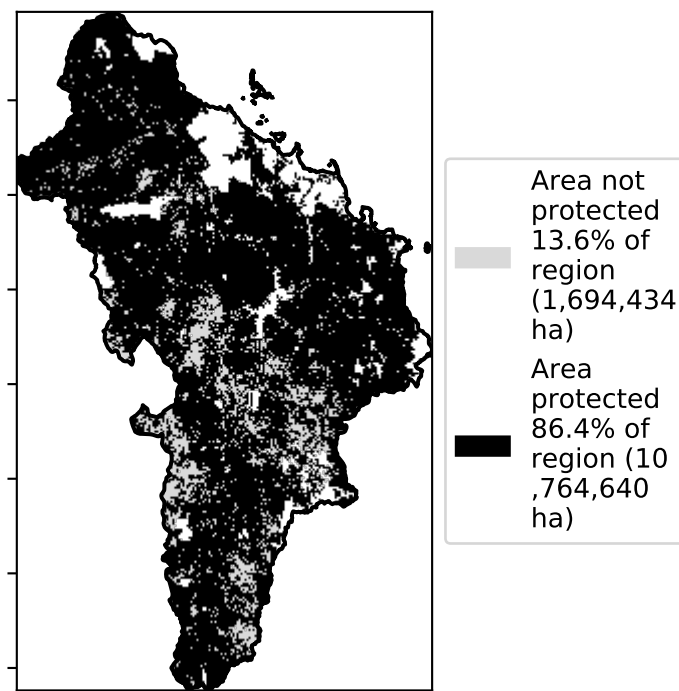 Area not
protected
13.6% of
region
(1,694,434
ha)
Area
protected
86.4% of
region (10
,764,640
ha)